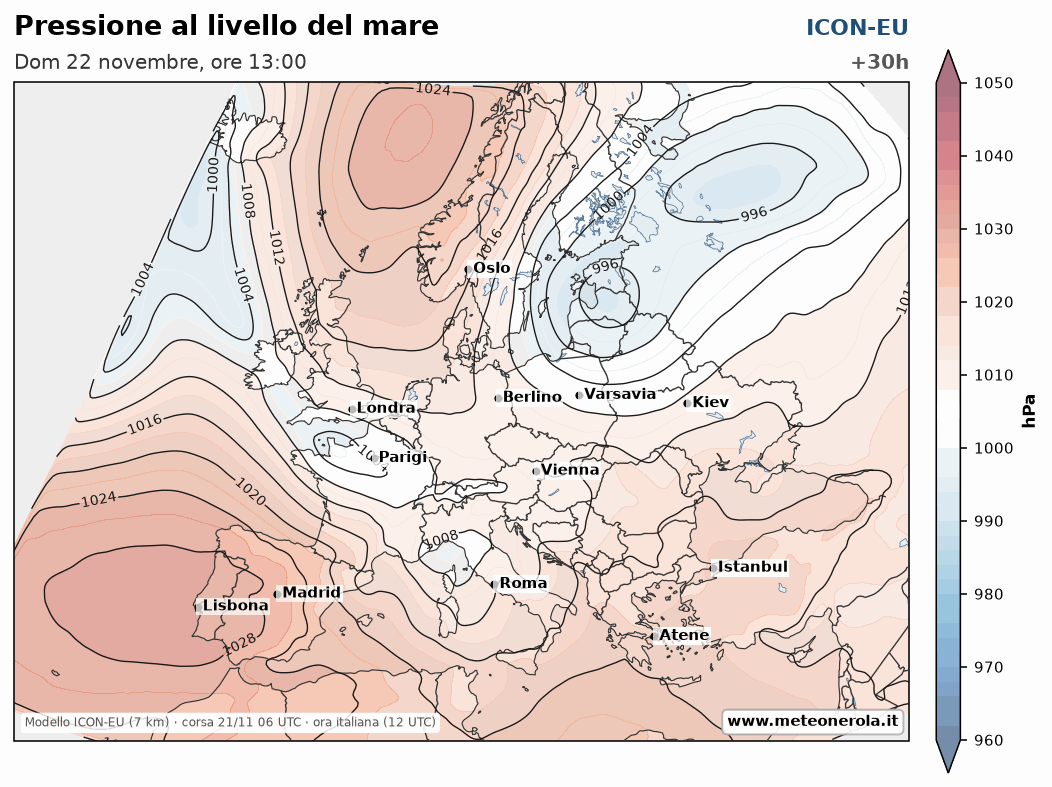 Pressione al livello del mare
ICON-EU
Dom 22 novembre, ore 13:00
+30h
1024
1000
1004
1008
1000
996
1012
1016
1004
1004
996
Oslo
1050
1040
1030
1020
1010
1000
990
980
970
960
hPa
Londra
Berlino
Varsavia
Kiev
1016
Parigi
Vienna
1024
1020
1008
Istanbul
Roma
Lisbona
Madrid
Atene
1028
Modello ICON-EU (7 km) · corsa 21/11 06 UTC · ora italiana (12 UTC)
www.meteonerola.it